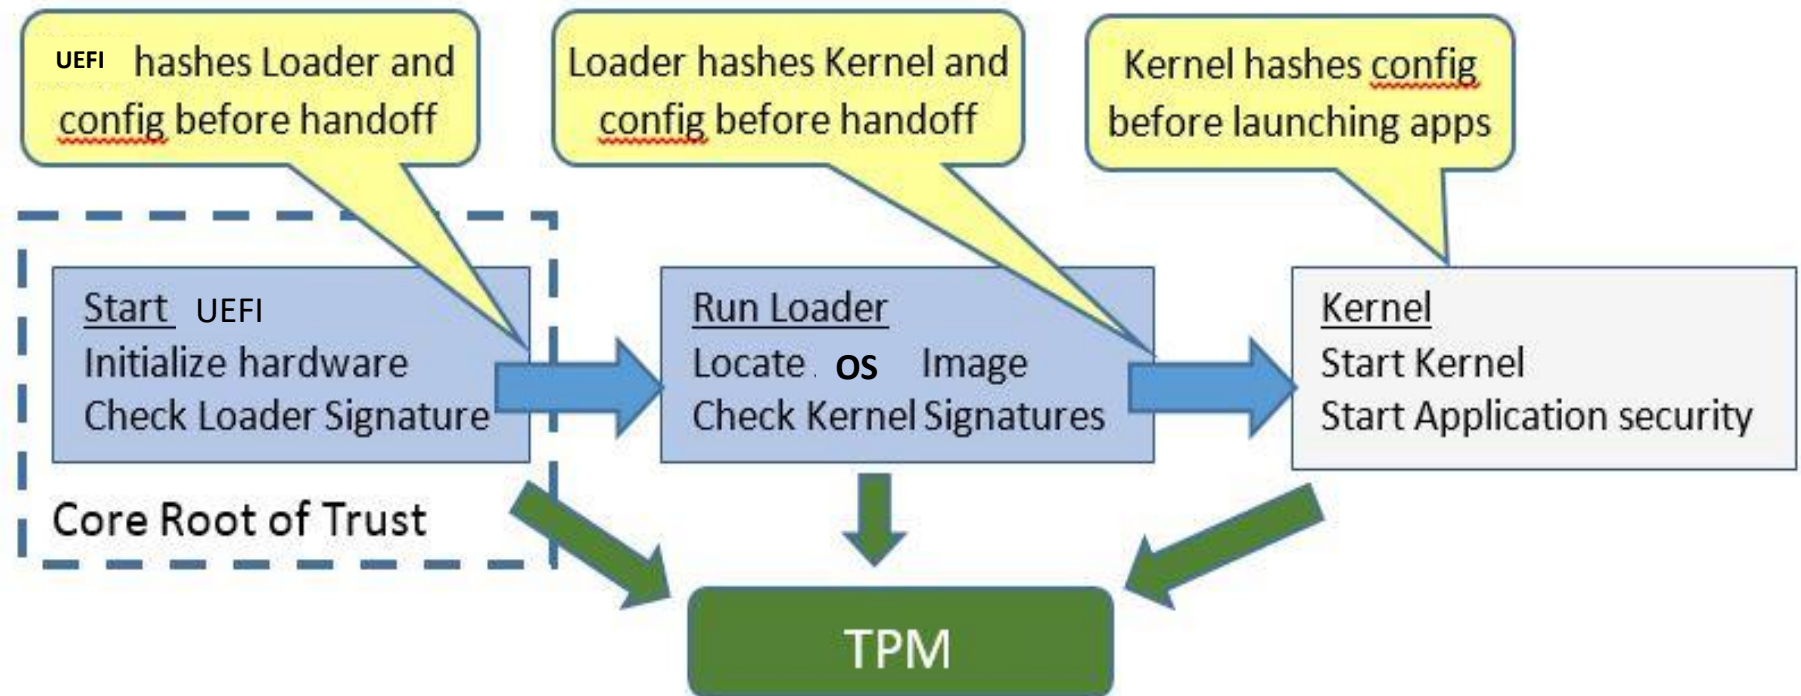 UEFI hashes Loader and
config before handoff
Loader hashes Kernel and
config before handoff
Kernel hashes config
before launching apps
Start UEFI
Initialize hardware
Check Loader Signature
Core Root of Trust
Run Loader
Locate OS Image
Check Kernel Signatures
Kernel
Start Kernel
Start Application security
TPM